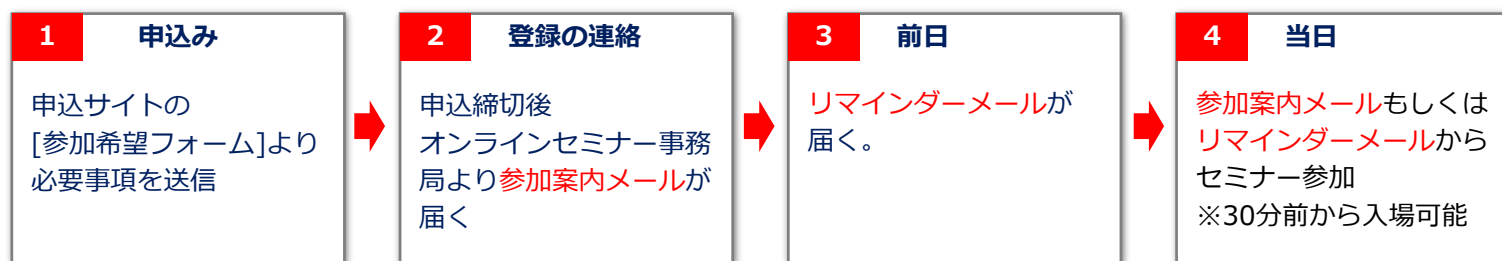 1 申込み
申込サイトの
[参加希望フォーム]より
必要事項を送信
2 登録の連絡
申込締切後
オンラインセミナー事務
局より参加案内メールが
届く
3 前日
リマインダーメールが
届く。
4 当日
参加案内メールもしくは
リマインダーメールから
セミナー参加
※30分前から入場可能